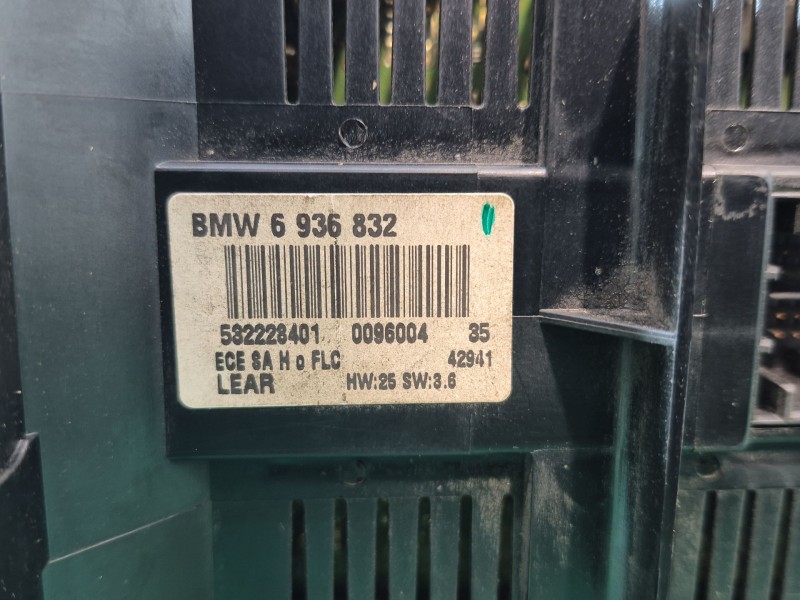 BMW 6 936 832
532228401 0096004 35
ECE SA H o FLC 42941
LEAR HW:25 SW:3.6